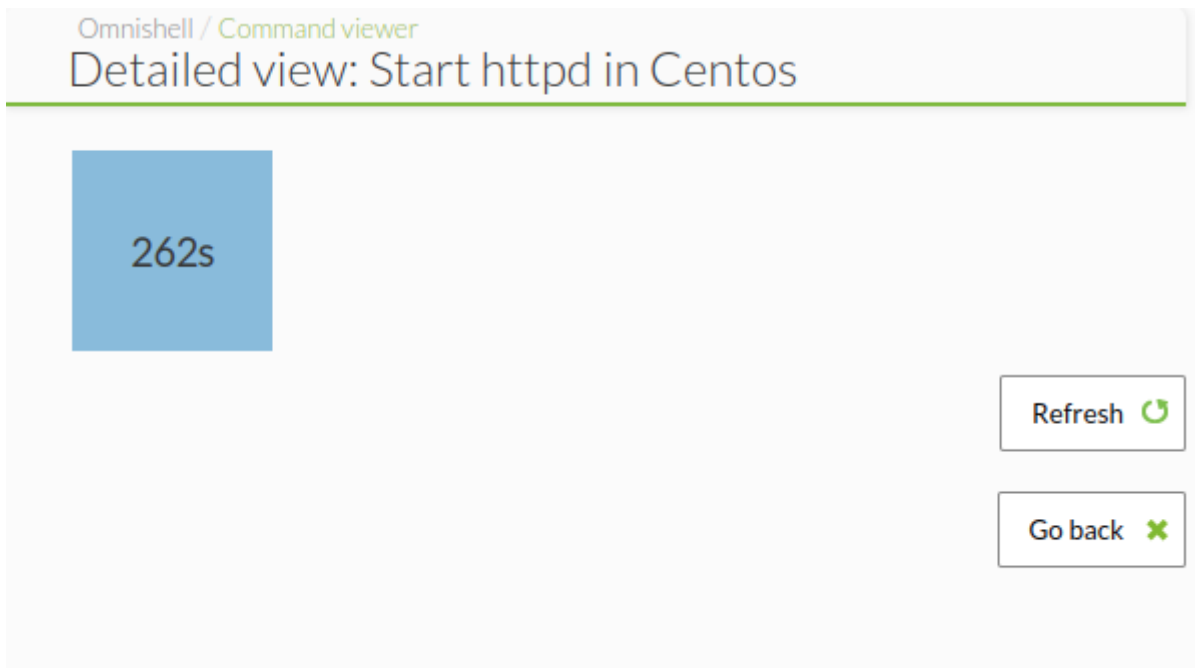 Omnishell / Command viewer
Detailed view: Start httpd in Centos
262s
Refresh
Go back